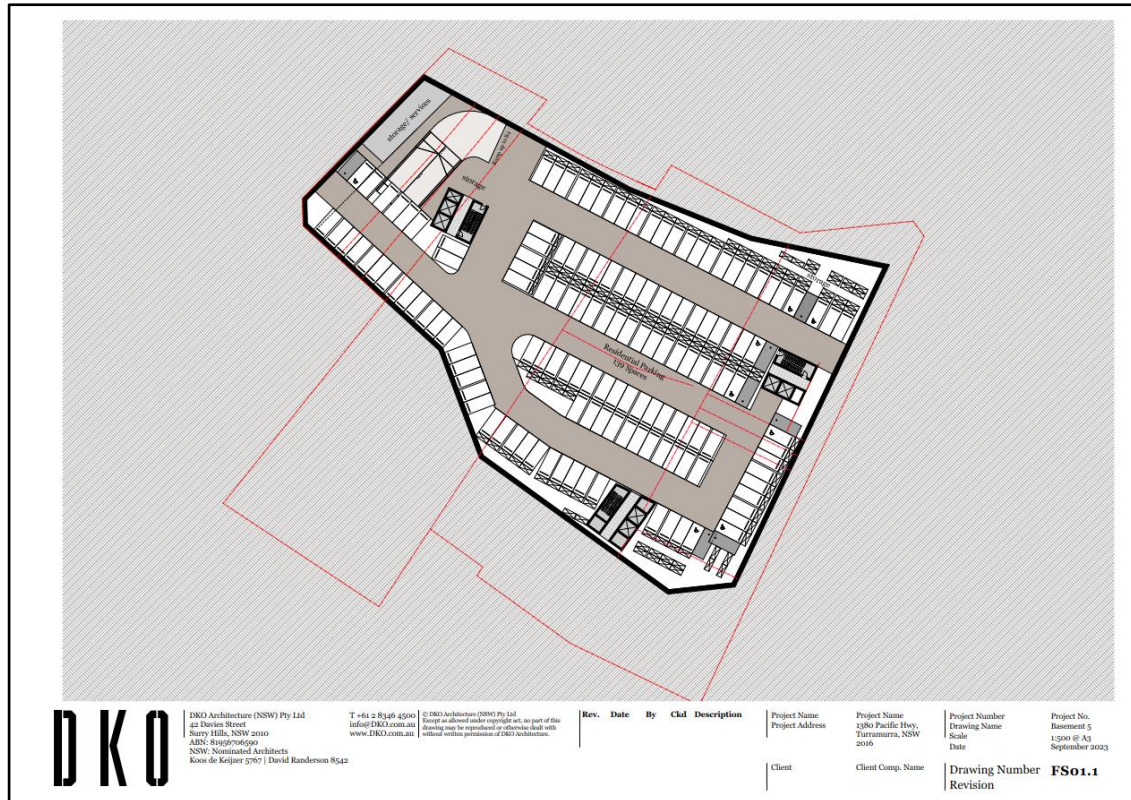 storage/ services
Ramp up to B4
storage
storage
Residential Parking
139 Spaces
DKO
DKO Architecture (NSW) Pty Ltd
42 Davies Street
Surry Hills, NSW 2010
ABN: 81956706590
NSW: Nominated Architects
Koos de Keijzer 5767 | David Randerson 8542
T +61 2 8346 4500
info@DKO.com.au
www.DKO.com.au
© DKO Architecture (NSW) Pty Ltd
Except as allowed under copyright act, no part of this
drawing may be reproduced or otherwise dealt with
without written permission of DKO Architecture.
Rev. Date By Ckd Description
Project Name Project Name
Project Address 1380 Pacific Hwy,
Turramurra, NSW
2016
Client Client Comp. Name
Project Number Project No.
Drawing Name Basement 5
Scale 1:500 @ A3
Date September 2023
Drawing Number FS01.1
Revision